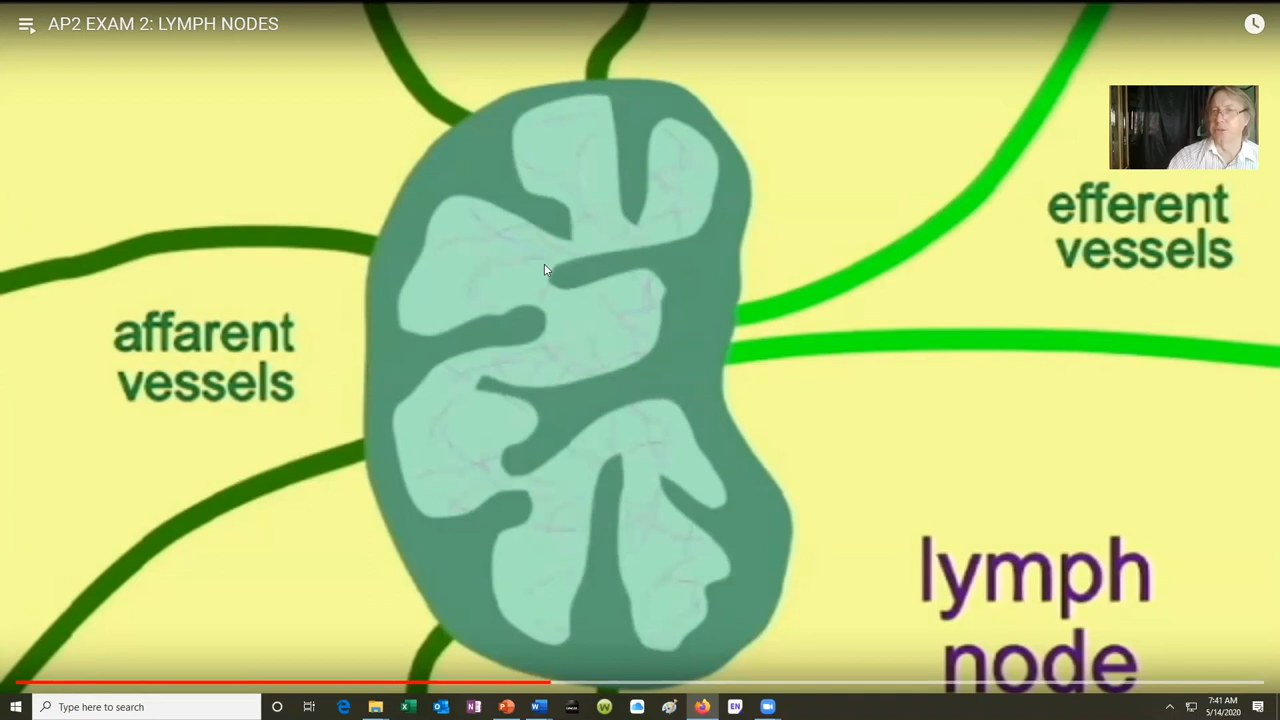 AP2 EXAM 2: LYMPH NODES
efferent
vessels
affarent
vessels
lymph
node
Type here to search
EN
7:41 AM
5/14/2020